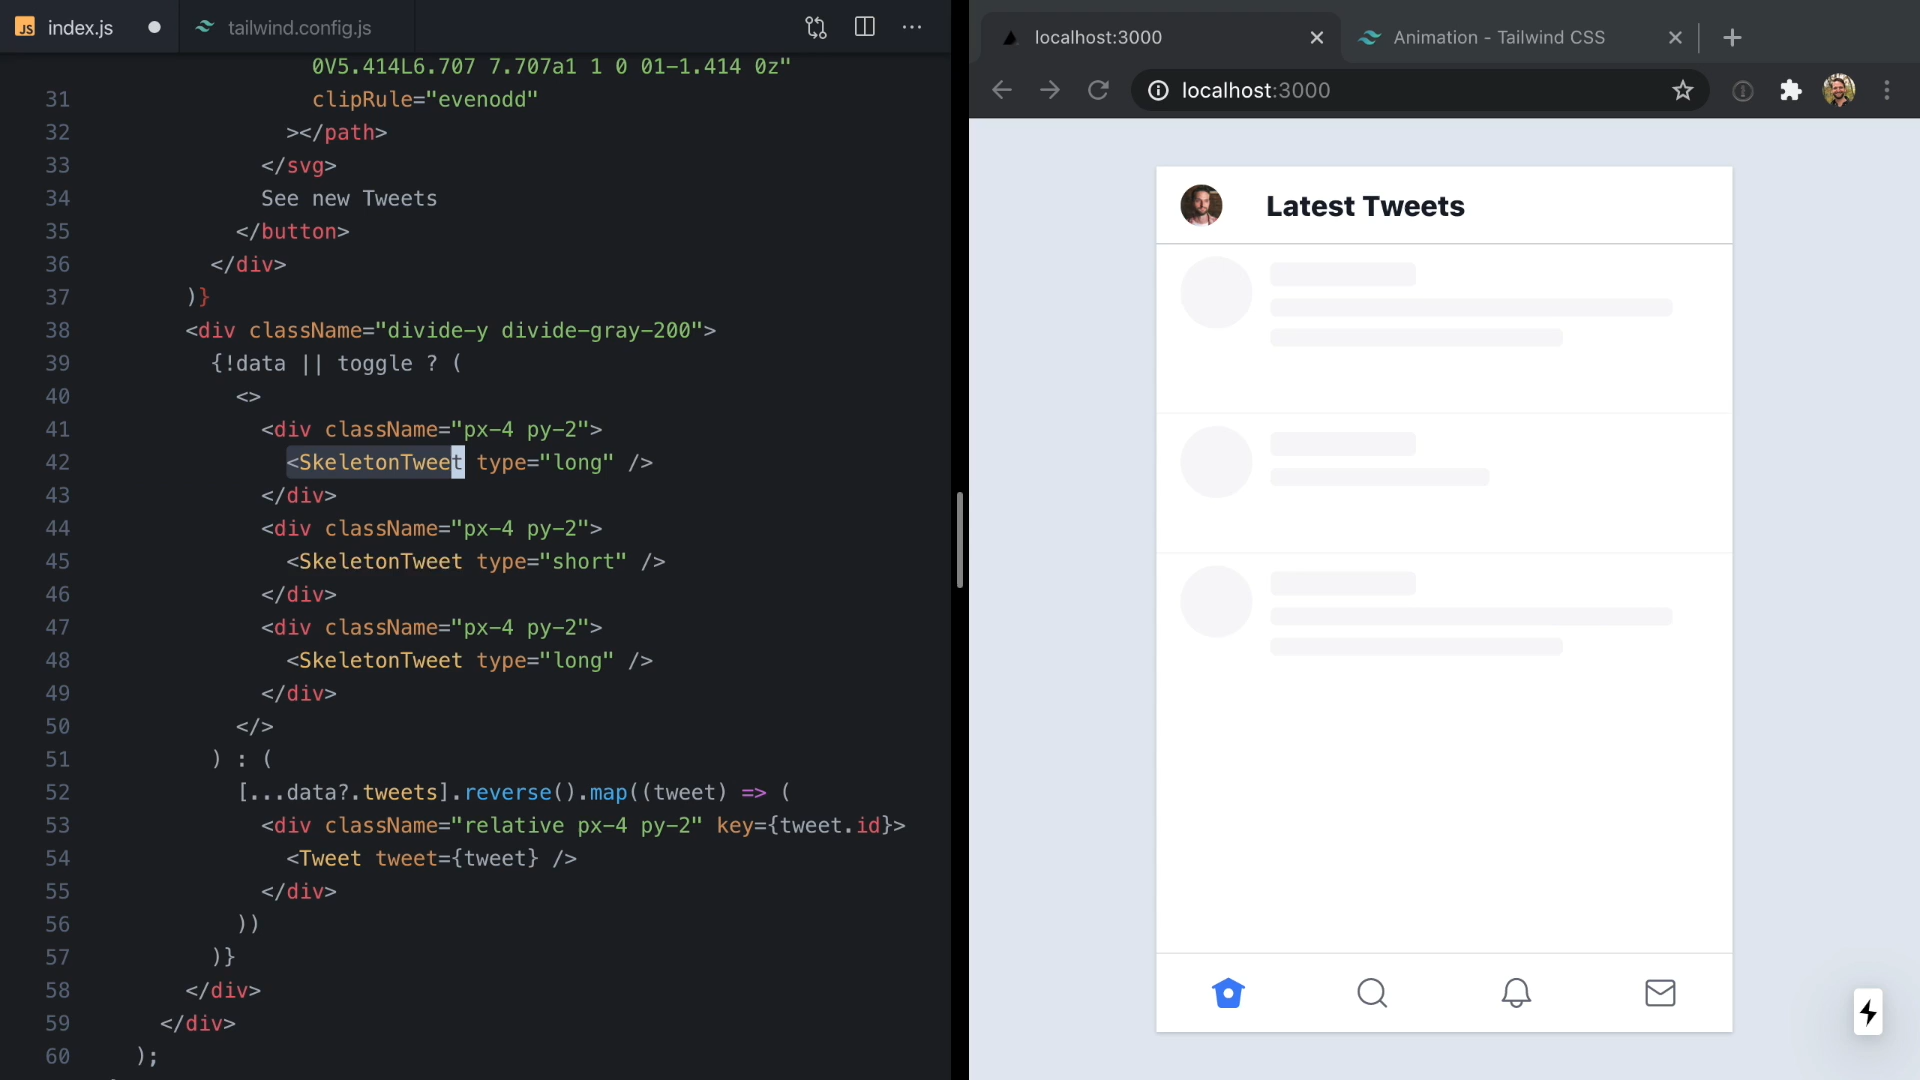 JS index.js
tailwind.config.js
0V5.414L6.707 7.707a1 1 0 01-1.414 0z"
31 clipRule="evenodd"
32 ></path>
33 </svg>
34 See new Tweets
35 </button>
36 </div>
37 )}
38 <div className="divide-y divide-gray-200">
39 {!data || toggle ? (
40 <>
41 <div className="px-4 py-2">
42 <SkeletonTweet type="long" />
43 </div>
44 <div className="px-4 py-2">
45 <SkeletonTweet type="short" />
46 </div>
47 <div className="px-4 py-2">
48 <SkeletonTweet type="long" />
49 </div>
50 </>
51 ) : (
52 [...data?.tweets].reverse().map((tweet) => (
53 <div className="relative px-4 py-2" key={tweet.id}>
54 <Tweet tweet={tweet} />
55 </div>
56 ))
57 )}
58 </div>
59 </div>
60 );
localhost:3000
Animation - Tailwind CSS
localhost:3000
Latest Tweets